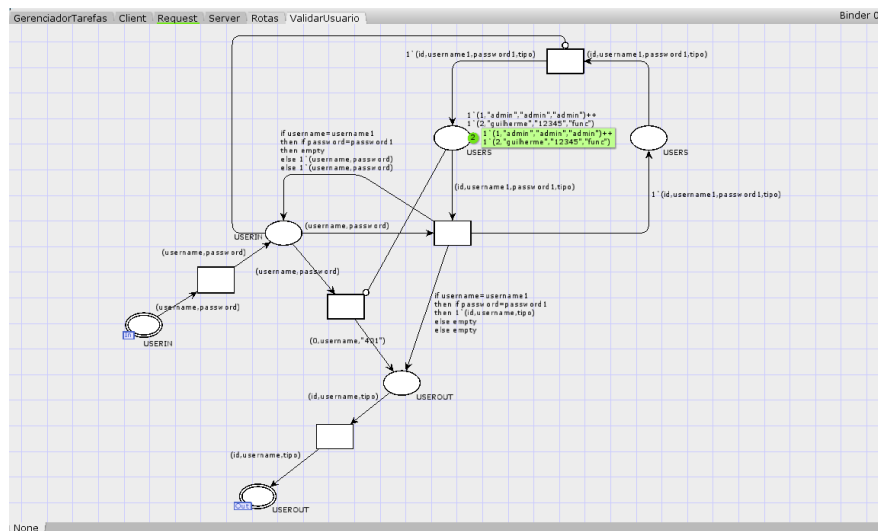 GerenciadorTarefas Client Request Server Rotas ValidarUsuario
Binder 0
1`(id,username1,password1,tipo)
(id,username1,password1,tipo)
1`(1,"admin","admin","admin")++
1`(2,"guilherme","12345","func")
2
1`(1,"admin","admin","admin")++
1`(2,"guilherme","12345","func")
USERS
USERS
if username=username1
then if password=password1
then empty
else 1`(username,password)
else 1`(username,password)
(id,username1,password1,tipo)
1`(id,username1,password1,tipo)
USERIN
(username,password)
(username,password)
(username,password)
(username,password)
In
USERIN
if username=username1
then if password=password1
then 1`(id,username,tipo)
else empty
else empty
(0,username,"401")
(id,username,tipo)
USEROUT
(id,username,tipo)
Out
USEROUT
None